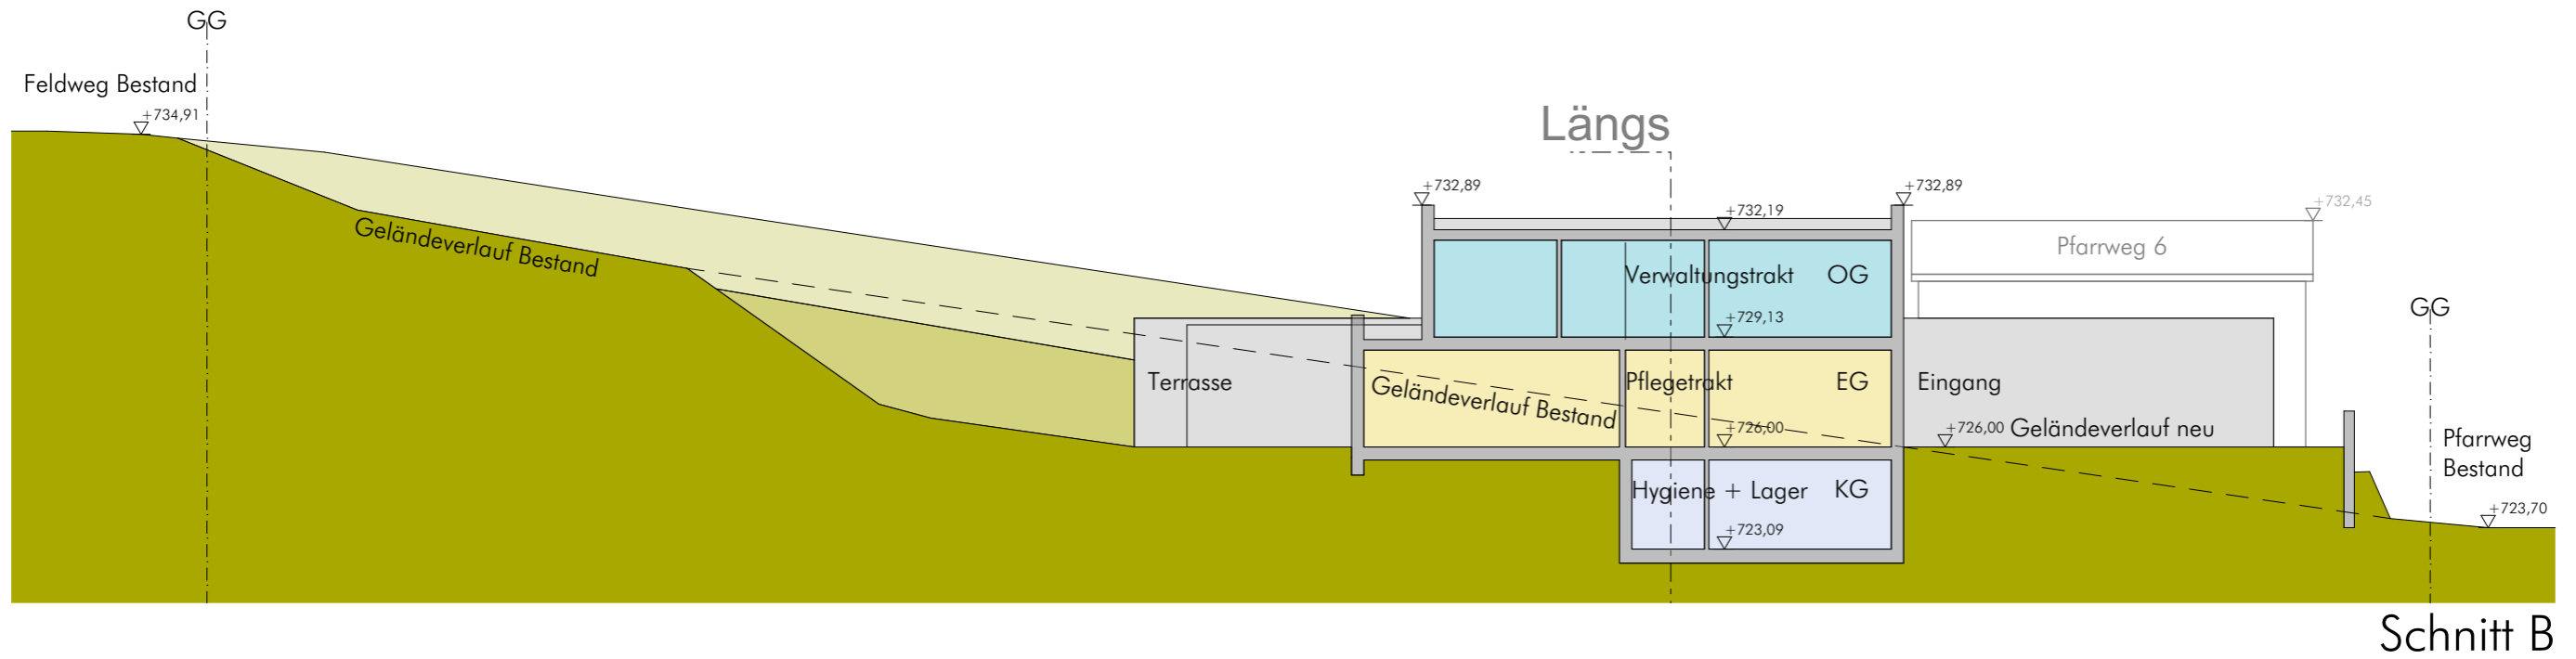 GG
Feldweg Bestand
+734,91
Geländeverlauf Bestand
Längs
+732,89
+732,89
+732,19
+732,45
Pfarrweg 6
Verwaltungstrakt OG
+729,13
GG
Terrasse
Geländeverlauf Bestand
Pflegetrakt EG
Eingang
+726,00
+726,00 Geländeverlauf neu
Pfarrweg
Bestand
Hygiene + Lager KG
+723,09
+723,70
Schnitt B